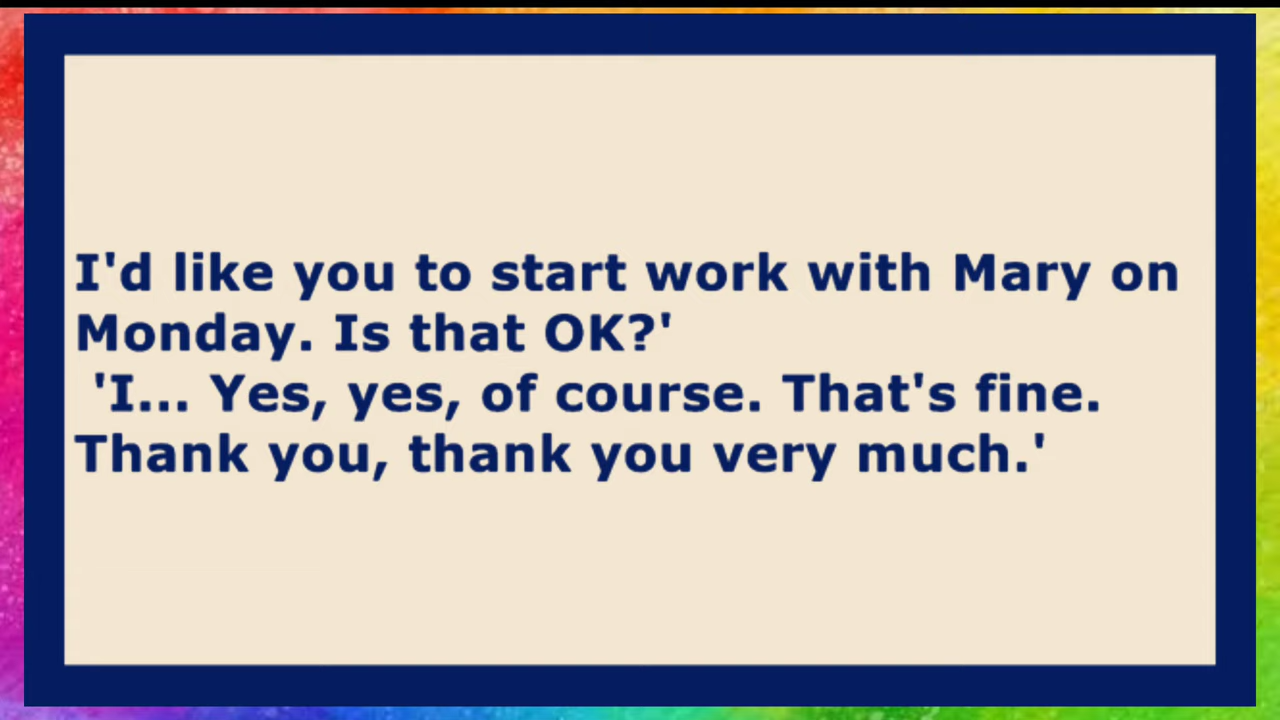 I'd like you to start work with Mary on
Monday. Is that OK?'
'I... Yes, yes, of course. That's fine.
Thank you, thank you very much.'